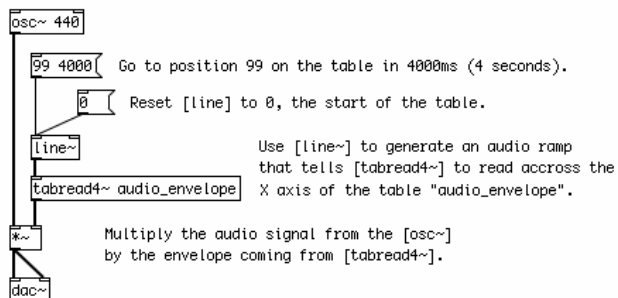 osc~ 440
99 4000 Go to position 99 on the table in 4000ms (4 seconds).
0 Reset [line] to 0, the start of the table.
line~ Use [line~] to generate an audio ramp
that tells [tabread4~] to read accross the
tabread4~ audio_envelope X axis of the table "audio_envelope".
*~ Multiply the audio signal from the [osc~]
by the envelope coming from [tabread4~].
dac~